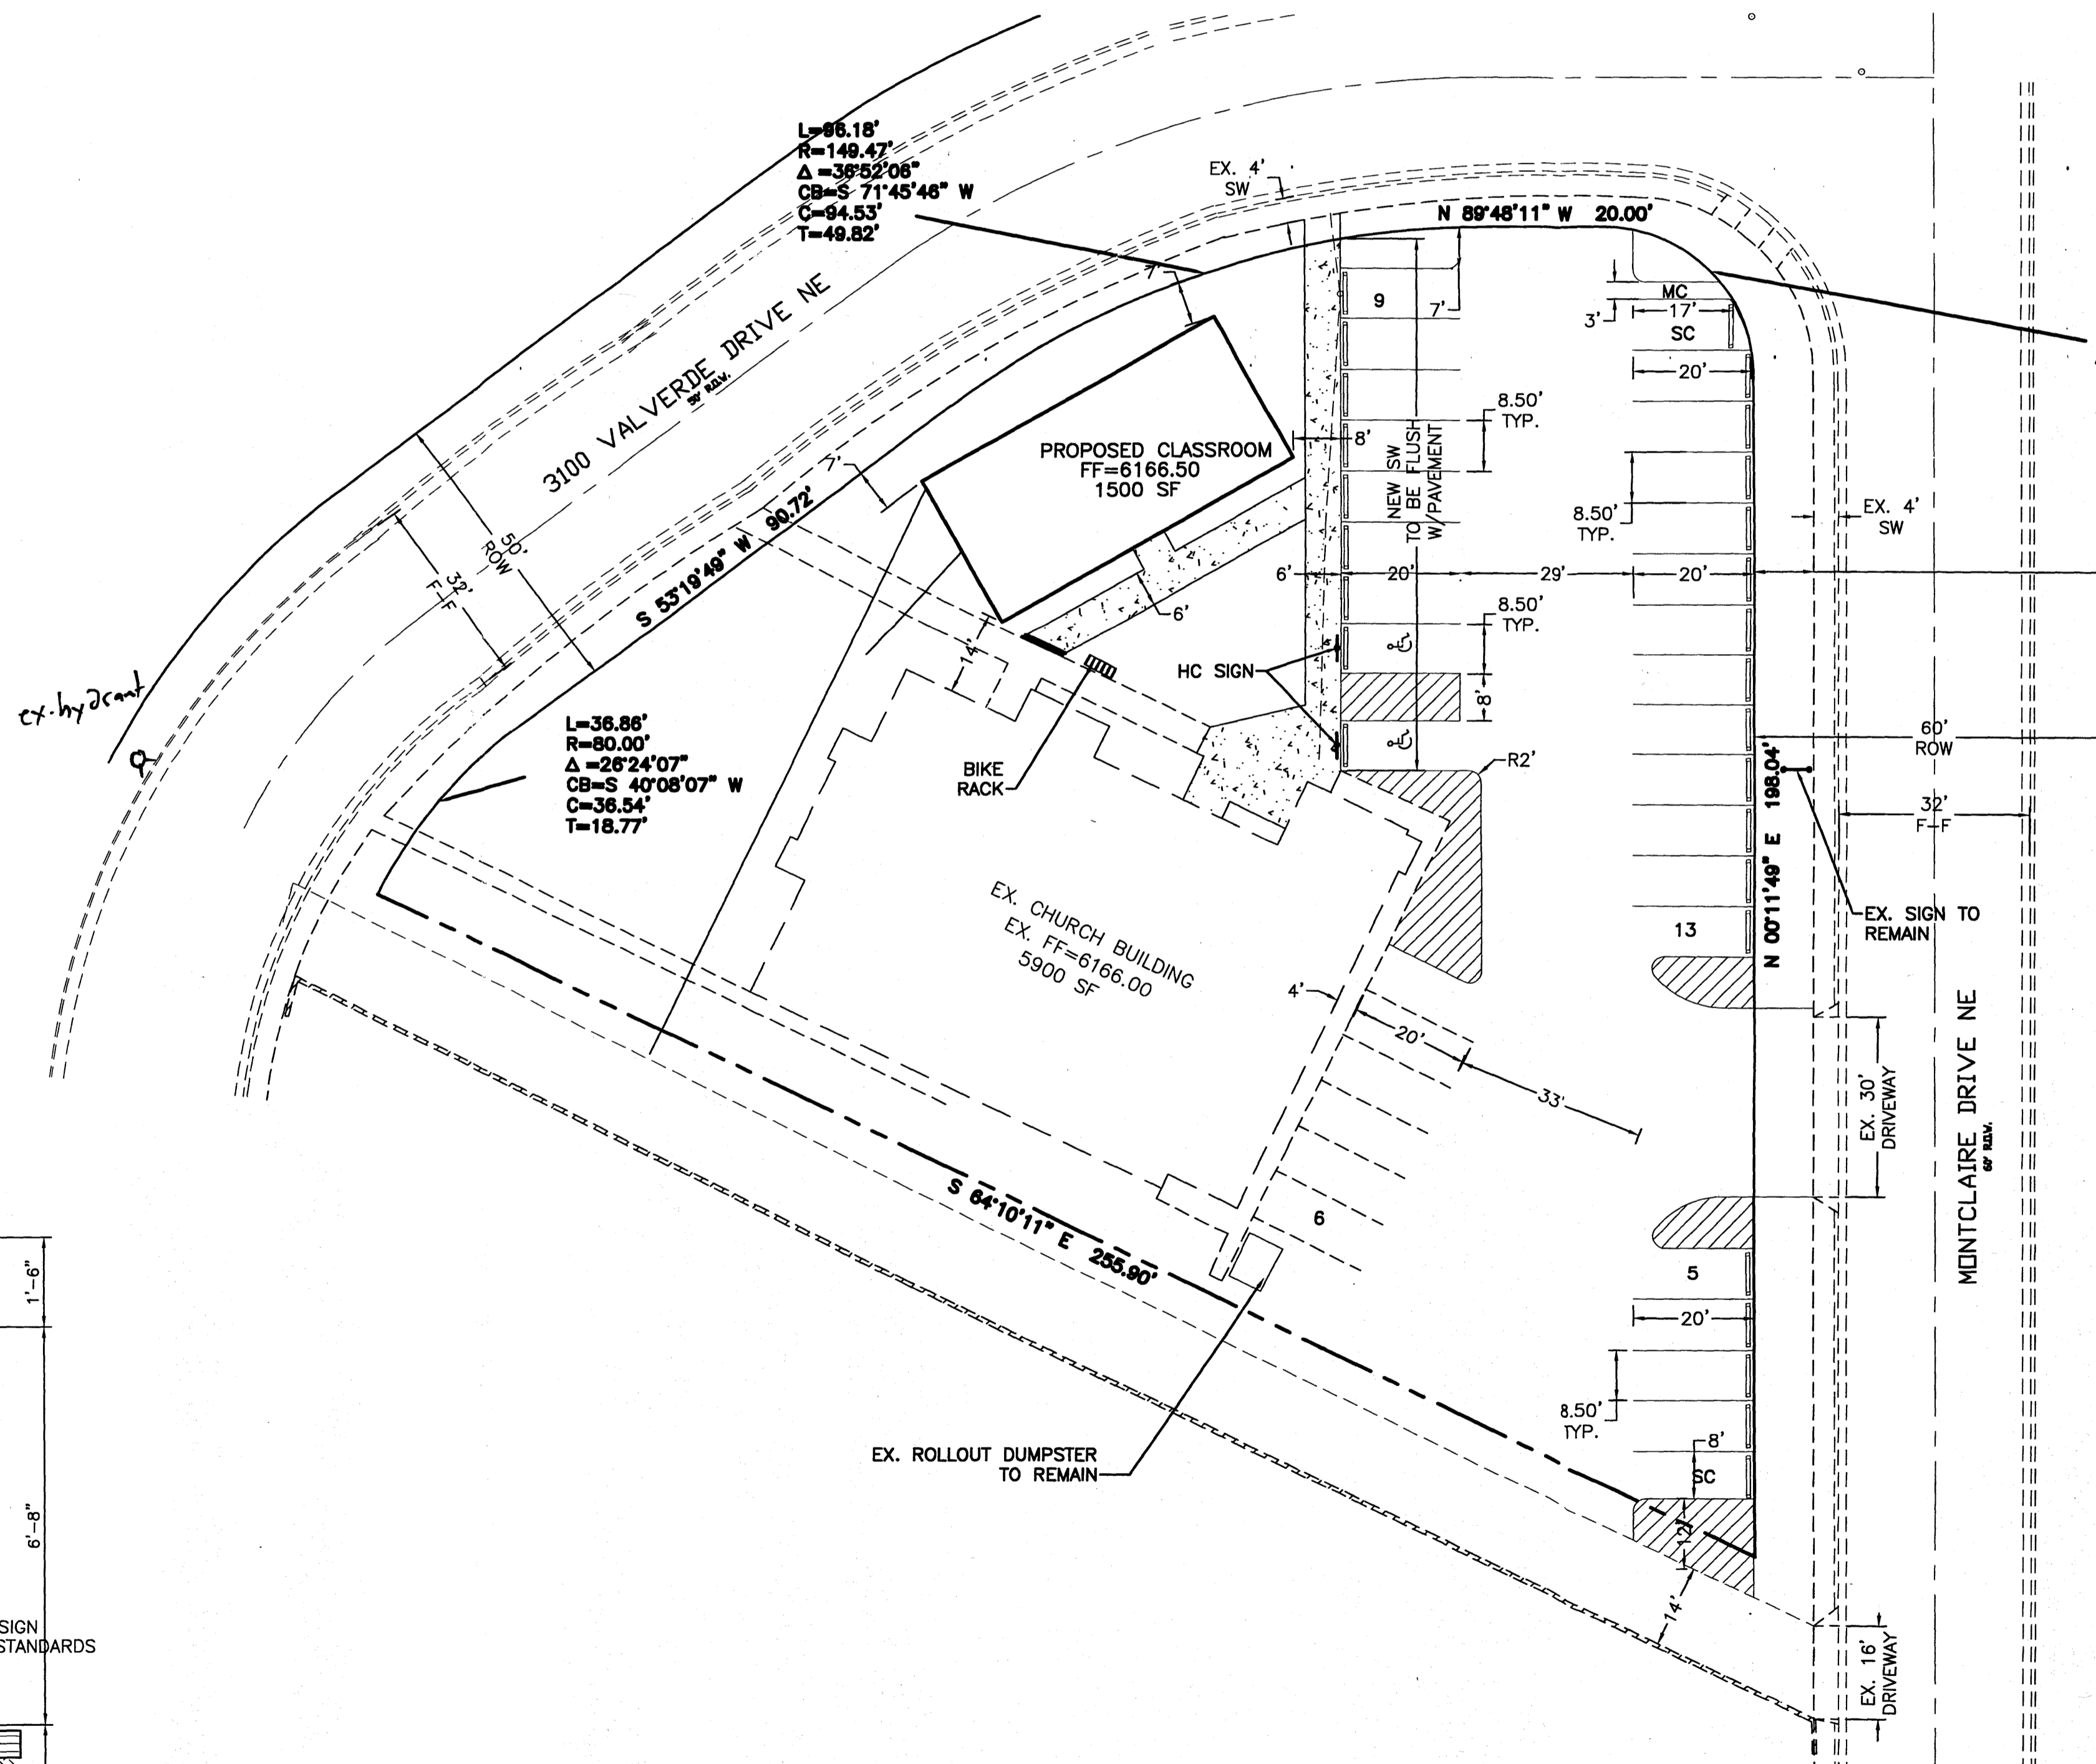 L=96.18'
R=149.47'
Δ =36°52'06"
CB=S 71°45'46" W
C=94.53'
T=49.82'
EX. 4'
SW
N 89°48'11" W 20.00'
3100 VALVERDE DRIVE NE
50' R.O.W.
7'
9
7'
MC
3'
17'
SC
20'
8.50'
TYP.
PROPOSED CLASSROOM
FF=6166.50
1500 SF
8'
NEW SW
TO BE FLUSH
W/PAVEMENT
8.50'
TYP.
EX. 4'
SW
7'
S 53°19'49" W 90.72'
50'
ROW
32'
F-F
6'
20'
29'
20'
6'
8.50'
TYP.
14'
HC SIGN
8'
ex. hydrant
L=36.86'
R=80.00'
Δ =26°24'07"
CB=S 40°08'07" W
C=36.54'
T=18.77'
BIKE
RACK
R2'
60'
ROW
N 00°11'49" E 198.04'
32'
F-F
EX. CHURCH BUILDING
EX. FF=6166.00
5900 SF
13
EX. SIGN TO
REMAIN
4'
20'
33'
EX. 30'
DRIVEWAY
MONTCLAIRE DRIVE NE
60' R.O.W.
S 64°10'11" E 255.90'
6
5
20'
1'-6"
8.50'
TYP.
8'
SC
EX. ROLLOUT DUMPSTER
TO REMAIN
12'
6'-8"
14'
SIGN
STANDARDS
EX. 16'
DRIVEWAY